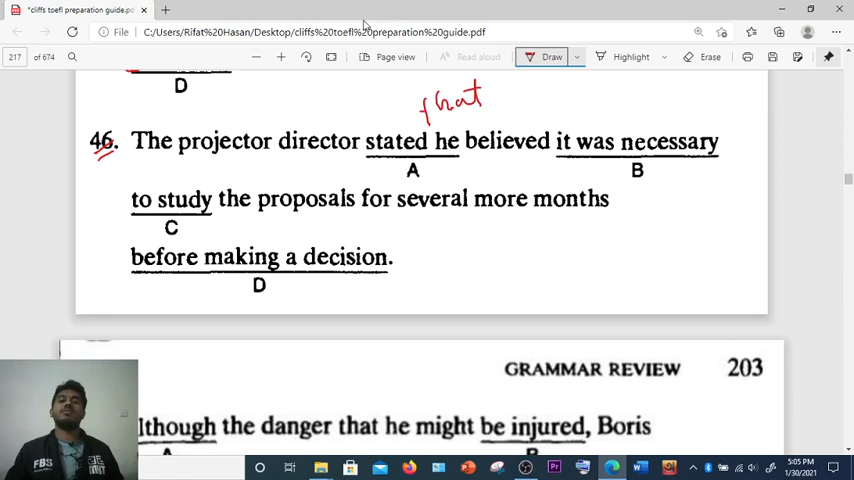 *cliffs toefl preparation guide.pd
File
C:/Users/Rifat%20Hasan/Desktop/cliffs%20toefl%20preparation%20guide.pdf
217 of 674
Page view
Read aloud
Draw
Highlight
Erase
D
that
46. The projector director stated he believed it was necessary
A B
to study the proposals for several more months
C
before making a decision.
D
GRAMMAR REVIEW 203
lthough the danger that he might be injured, Boris
FBS
5:05 PM
1/30/2021